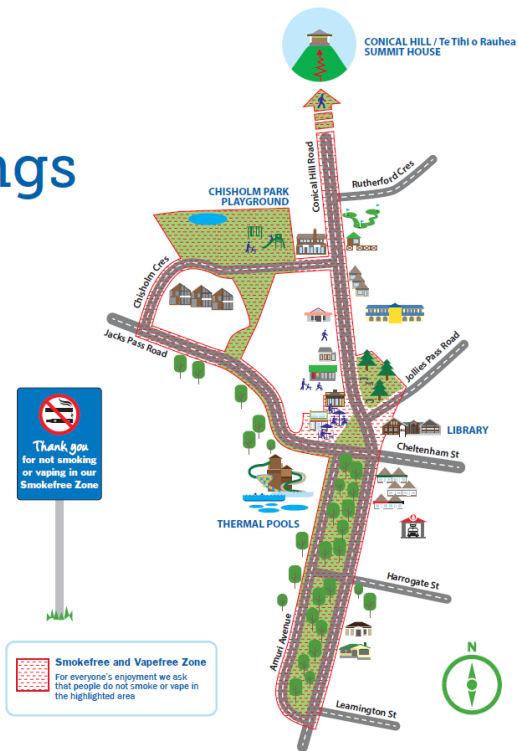 CONICAL HILL / Te Tihi o Rauhea
SUMMIT HOUSE
ngs
Conical Hill Road
Rutherford Cres
CHISHOLM PARK
PLAYGROUND
Chisholm Cres
Jacks Pass Road
Jollies Pass Road
LIBRARY
Cheltenham St
Thank you
for not smoking
or vaping in our
Smokefree Zone
THERMAL POOLS
Harrogate St
Amuri Avenue
Leamington St
N
Smokefree and Vapefree Zone
For everyone's enjoyment we ask
that people do not smoke or vape in
the highlighted area